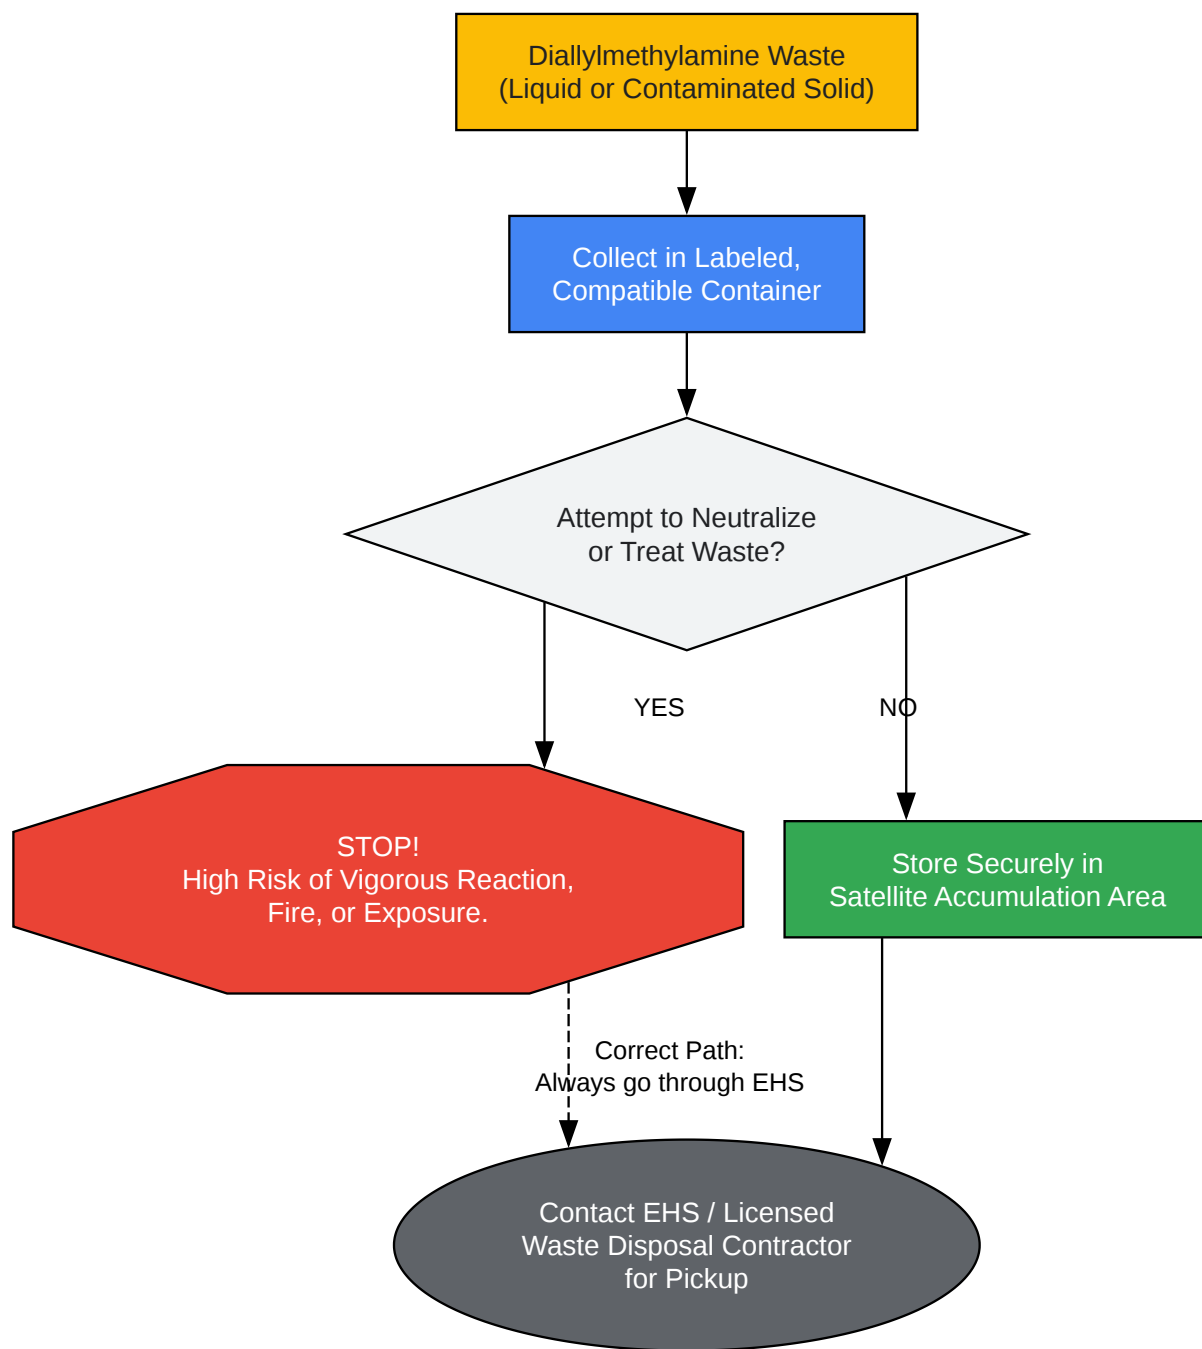 Diallylmethylamine Waste
(Liquid or Contaminated Solid)
Collect in Labeled,
Compatible Container
Attempt to Neutralize
or Treat Waste?
YES
NO
STOP!
High Risk of Vigorous Reaction,
Fire, or Exposure.
Store Securely in
Satellite Accumulation Area
Correct Path:
Always go through EHS
Contact EHS / Licensed
Waste Disposal Contractor
for Pickup